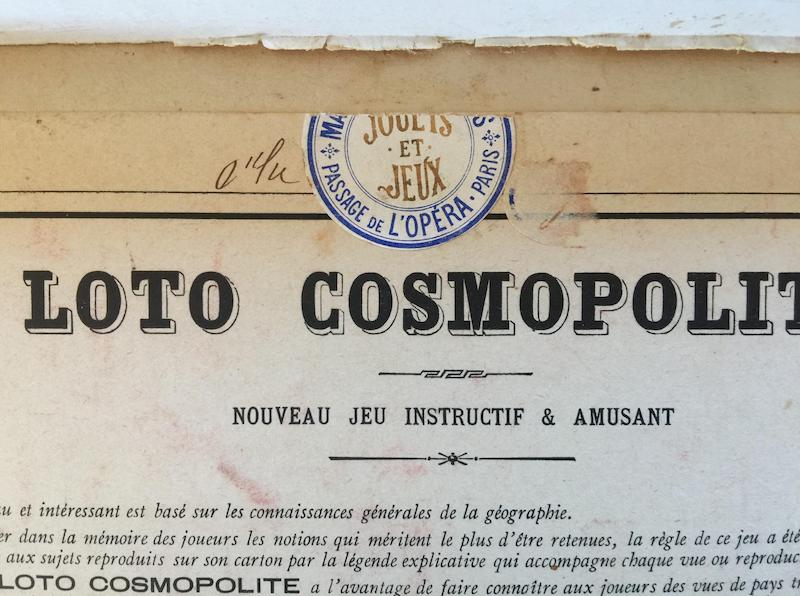 JOUETS
ET
JEUX
PASSAGE DE L'OPÉRA · PARIS
LOTO COSMOPOLIT
NOUVEAU JEU INSTRUCTIF & AMUSANT
u et intéressant est basé sur les connaissances générales de la géographie.
er dans la mémoire des joueurs les notions qui méritent le plus d'être retenues, la règle de ce jeu a été
aux sujets reproduits sur son carton par la légende explicative qui accompagne chaque vue ou reproduc
LOTO COSMOPOLITE a l'avantage de faire connoître aux joueurs des vues de pays